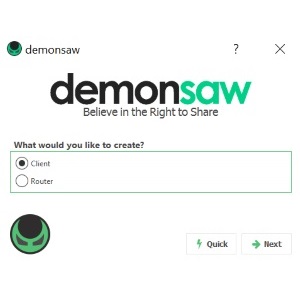 demonsaw ?
demonsaw
Believe in the Right to Share
What would you like to create?
Client
Router
Quick Next